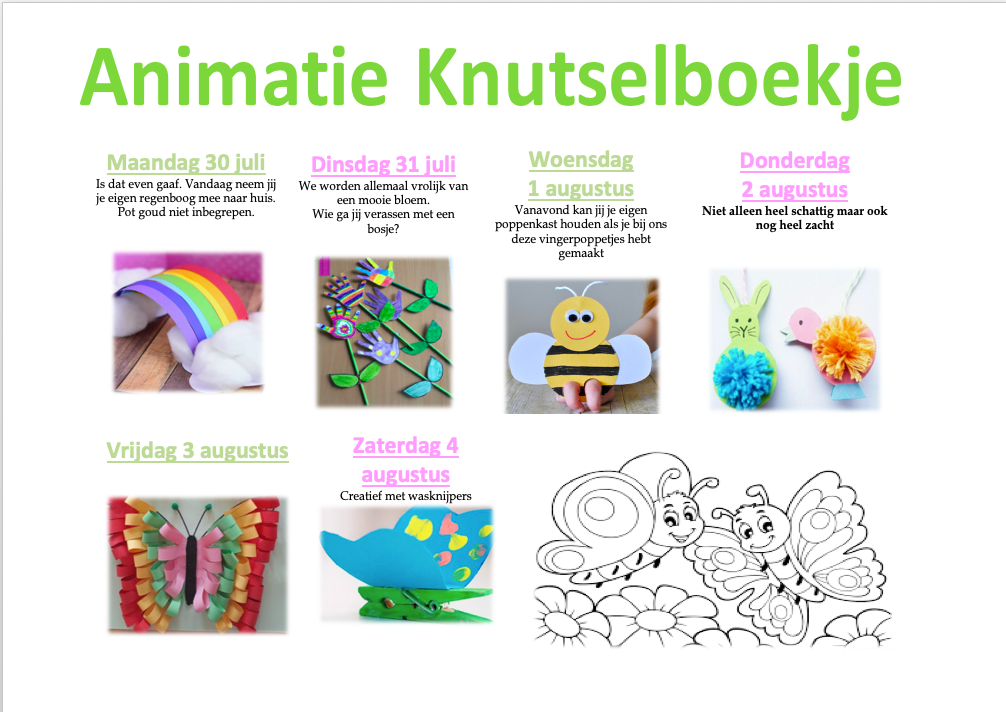 Animatie Knutselboekje
Maandag 30 juli
Is dat even gaaf. Vandaag neem jij
je eigen regenboog mee naar huis.
Pot goud niet inbegrepen.
Dinsdag 31 juli
We worden allemaal vrolijk van
een mooie bloem.
Wie ga jij verassen met een
bosje?
Woensdag
1 augustus
Vanavond kan jij je eigen
poppenkast houden als je bij ons
deze vingerpoppetjes hebt
gemaakt
Donderdag
2 augustus
Niet alleen heel schattig maar ook
nog heel zacht
Vrijdag 3 augustus
Zaterdag 4
augustus
Creatief met wasknijpers